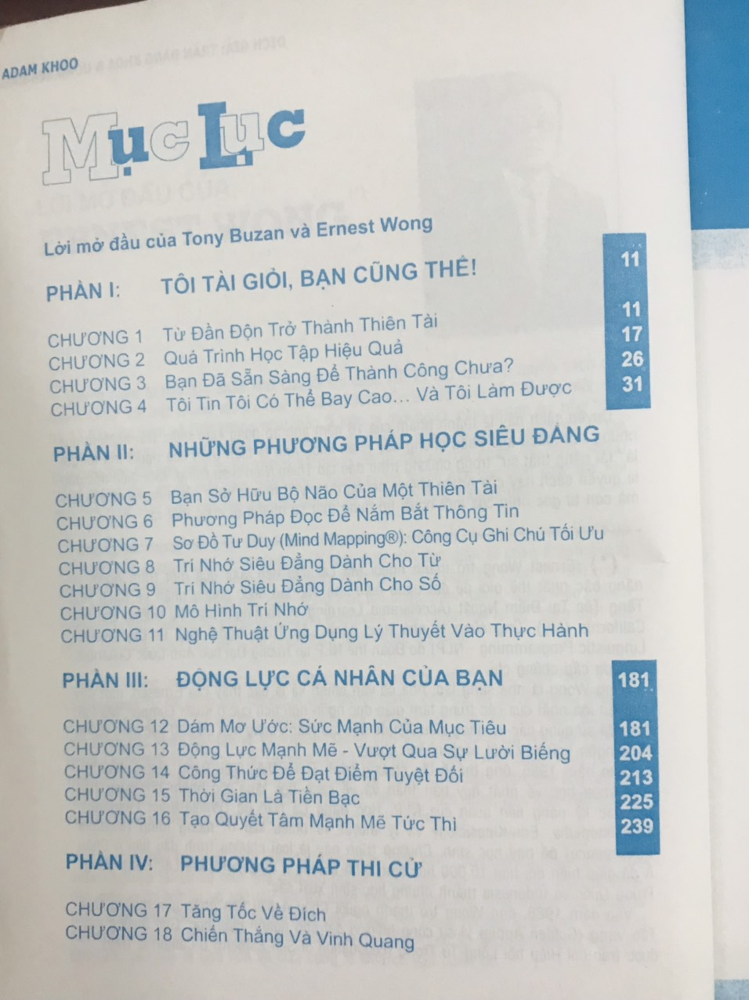 ADAM KHOO
Mục Lục
Lời mở đầu của Tony Buzan và Ernest Wong
PHẦN I: TÔI TÀI GIỎI, BẠN CŨNG THẾ! 11
CHƯƠNG 1 Từ Đần Độn Trở Thành Thiên Tài 11
CHƯƠNG 2 Quá Trình Học Tập Hiệu Quả 17
CHƯƠNG 3 Bạn Đã Sẵn Sàng Để Thành Công Chưa? 26
CHƯƠNG 4 Tôi Tin Tôi Có Thể Bay Cao... Và Tôi Làm Được 31
PHẦN II: NHỮNG PHƯƠNG PHÁP HỌC SIÊU ĐẲNG
CHƯƠNG 5 Bạn Sở Hữu Bộ Não Của Một Thiên Tài
CHƯƠNG 6 Phương Pháp Đọc Để Nắm Bắt Thông Tin
CHƯƠNG 7 Sơ Đồ Tư Duy (Mind Mapping®): Công Cụ Ghi Chú Tối Ưu
CHƯƠNG 8 Trí Nhớ Siêu Đẳng Dành Cho Từ
CHƯƠNG 9 Trí Nhớ Siêu Đẳng Dành Cho Số
CHƯƠNG 10 Mô Hình Trí Nhớ
CHƯƠNG 11 Nghệ Thuật Ứng Dụng Lý Thuyết Vào Thực Hành
PHẦN III: ĐỘNG LỰC CÁ NHÂN CỦA BẠN 181
CHƯƠNG 12 Dám Mơ Ước: Sức Mạnh Của Mục Tiêu 181
CHƯƠNG 13 Động Lực Mạnh Mẽ - Vượt Qua Sự Lười Biếng 204
CHƯƠNG 14 Công Thức Để Đạt Điểm Tuyệt Đối 213
CHƯƠNG 15 Thời Gian Là Tiền Bạc 225
CHƯƠNG 16 Tạo Quyết Tâm Mạnh Mẽ Tức Thì 239
PHẦN IV: PHƯƠNG PHÁP THI CỬ
CHƯƠNG 17 Tăng Tốc Về Đích
CHƯƠNG 18 Chiến Thắng Và Vinh Quang